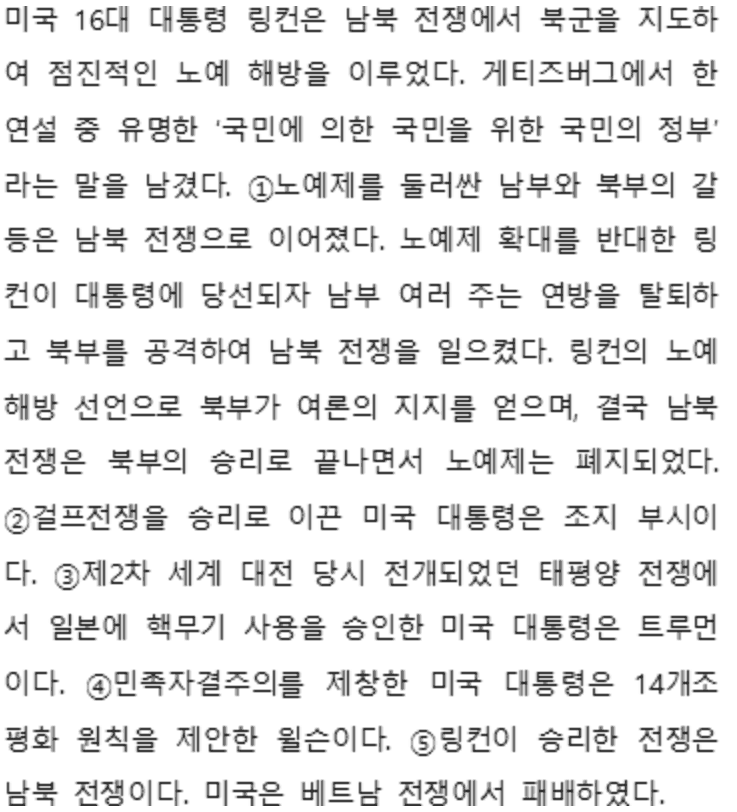 미국 16대 대통령 링컨은 남북 전쟁에서 북군을 지도하
여 점진적인 노예 해방을 이루었다. 게티즈버그에서 한
연설 중 유명한 ‘국민에 의한 국민을 위한 국민의 정부’
라는 말을 남겼다. ①노예제를 둘러싼 남부와 북부의 갈
등은 남북 전쟁으로 이어졌다. 노예제 확대를 반대한 링
컨이 대통령에 당선되자 남부 여러 주는 연방을 탈퇴하
고 북부를 공격하여 남북 전쟁을 일으켰다. 링컨의 노예
해방 선언으로 북부가 여론의 지지를 얻으며, 결국 남북
전쟁은 북부의 승리로 끝나면서 노예제는 폐지되었다.
②걸프전쟁을 승리로 이끈 미국 대통령은 조지 부시이
다. ③제2차 세계 대전 당시 전개되었던 태평양 전쟁에
서 일본에 핵무기 사용을 승인한 미국 대통령은 트루먼
이다. ④민족자결주의를 제창한 미국 대통령은 14개조
평화 원칙을 제안한 윌슨이다. ⑤링컨이 승리한 전쟁은
남북 전쟁이다. 미국은 베트남 전쟁에서 패배하였다.